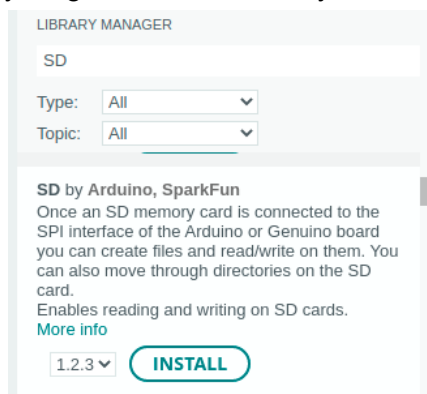 LIBRARY MANAGER
SD
Type: All
Topic: All
SD by Arduino, SparkFun
Once an SD memory card is connected to the
SPI interface of the Arduino or Genuino board
you can create files and read/write on them. You
can also move through directories on the SD
card.
Enables reading and writing on SD cards.
More info
1.2.3 INSTALL